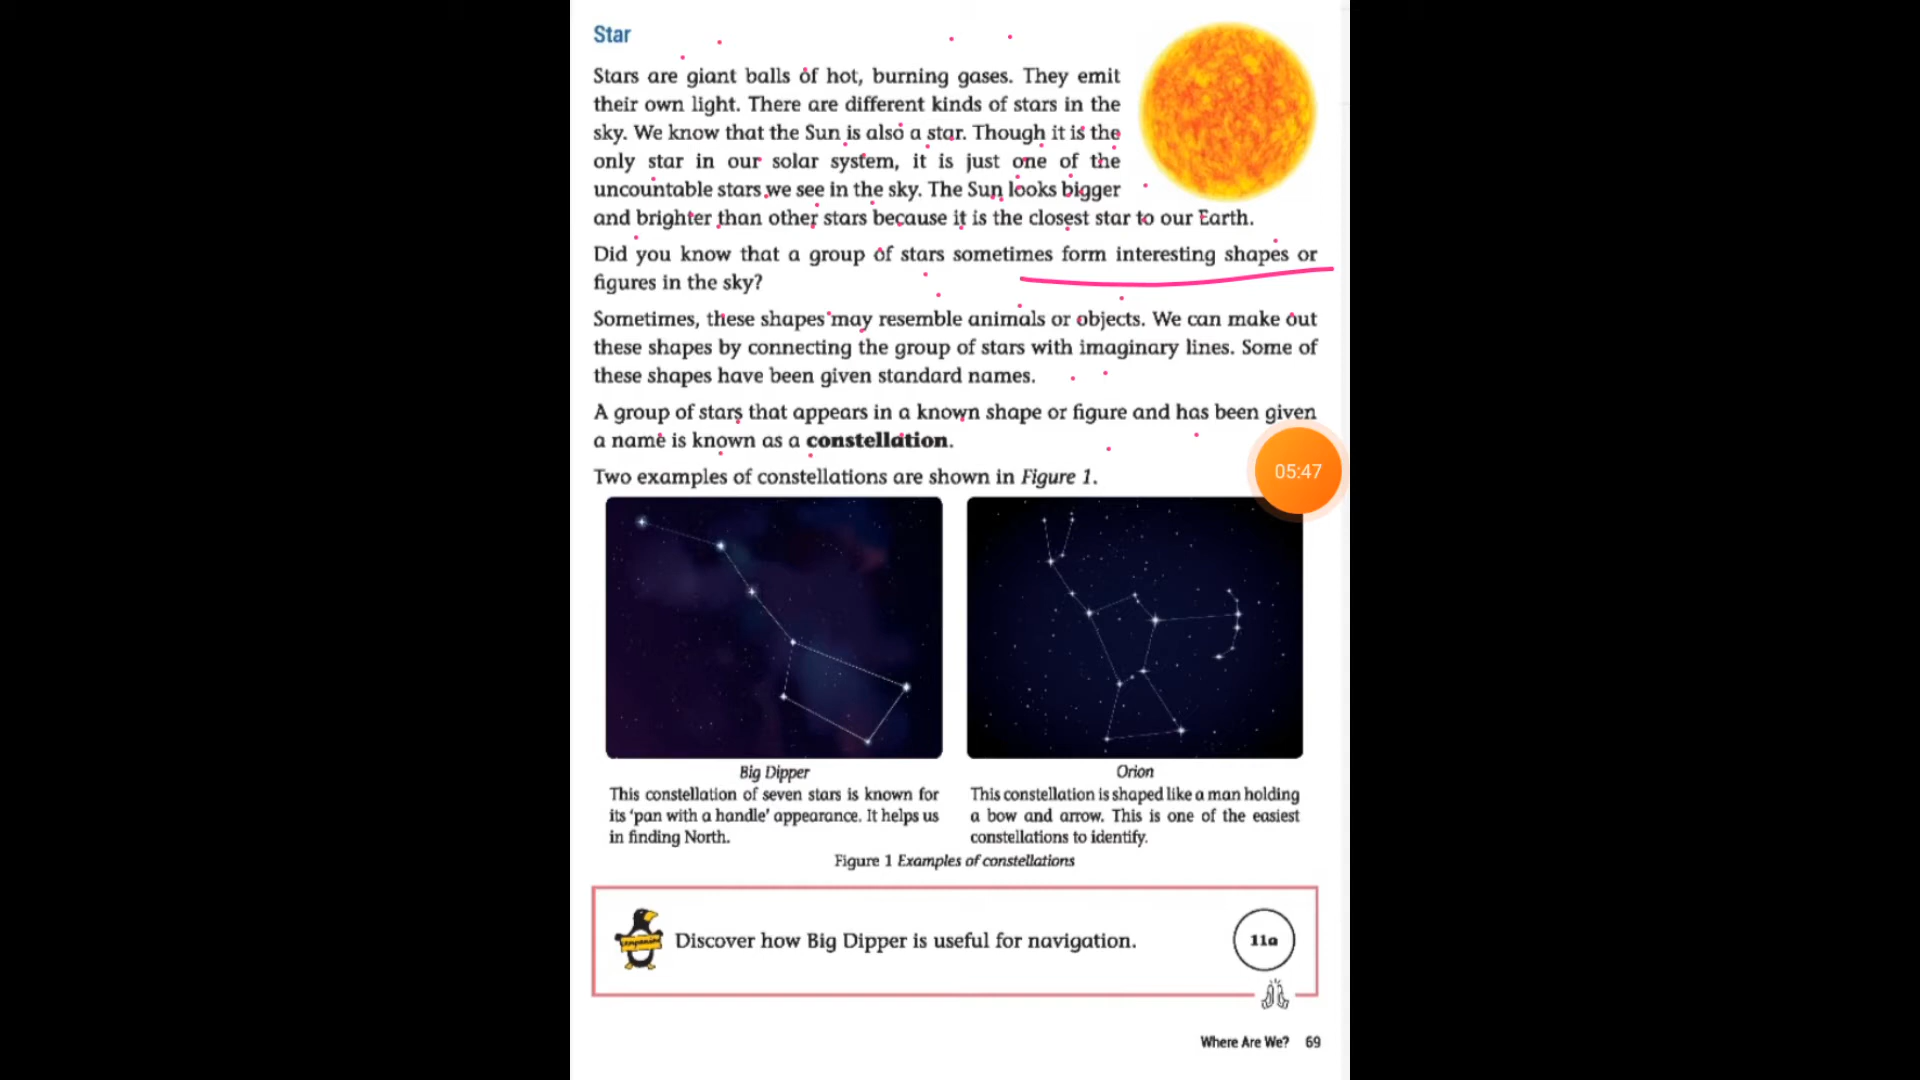 Star
Stars are giant balls of hot, burning gases. They emit
their own light. There are different kinds of stars in the
sky. We know that the Sun is also a star. Though it is the
only star in our solar system, it is just one of the
uncountable stars we see in the sky. The Sun looks bigger
and brighter than other stars because it is the closest star to our Earth.
Did you know that a group of stars sometimes form interesting shapes or
figures in the sky?
Sometimes, these shapes may resemble animals or objects. We can make out
these shapes by connecting the group of stars with imaginary lines. Some of
these shapes have been given standard names.
A group of stars that appears in a known shape or figure and has been given
a name is known as a constellation.
05:47
Two examples of constellations are shown in Figure 1.
Big Dipper
This constellation of seven stars is known for
its ‘pan with a handle’ appearance. It helps us
in finding North.
Orion
This constellation is shaped like a man holding
a bow and arrow. This is one of the easiest
constellations to identify.
Figure 1 Examples of constellations
Discover how Big Dipper is useful for navigation.
11a
Where Are We? 69